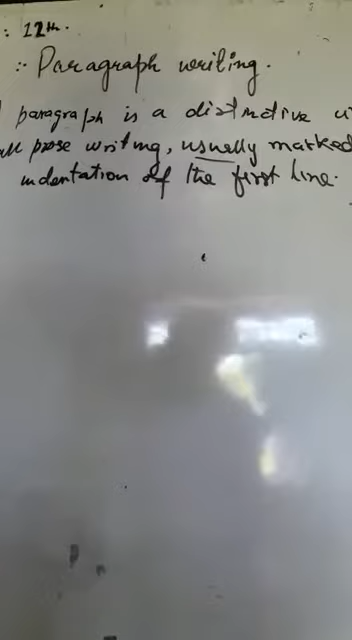 : 12th.
:- Paragraph writing.
paragraph is a distinctive
prose writing, usually marked
indentation of the first line.